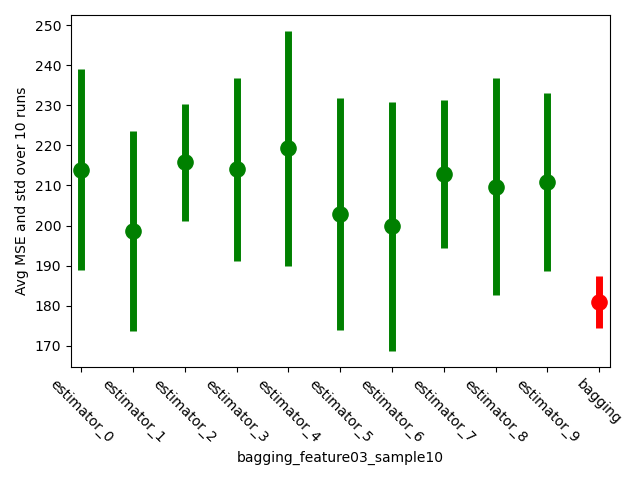 250
240
230
220
210
200
190
180
170
Avg MSE and std over 10 runs
estimator_0
estimator_1
estimator_2
estimator_3
estimator_4
estimator_5
estimator_6
estimator_7
estimator_8
estimator_9
bagging
bagging_feature03_sample10